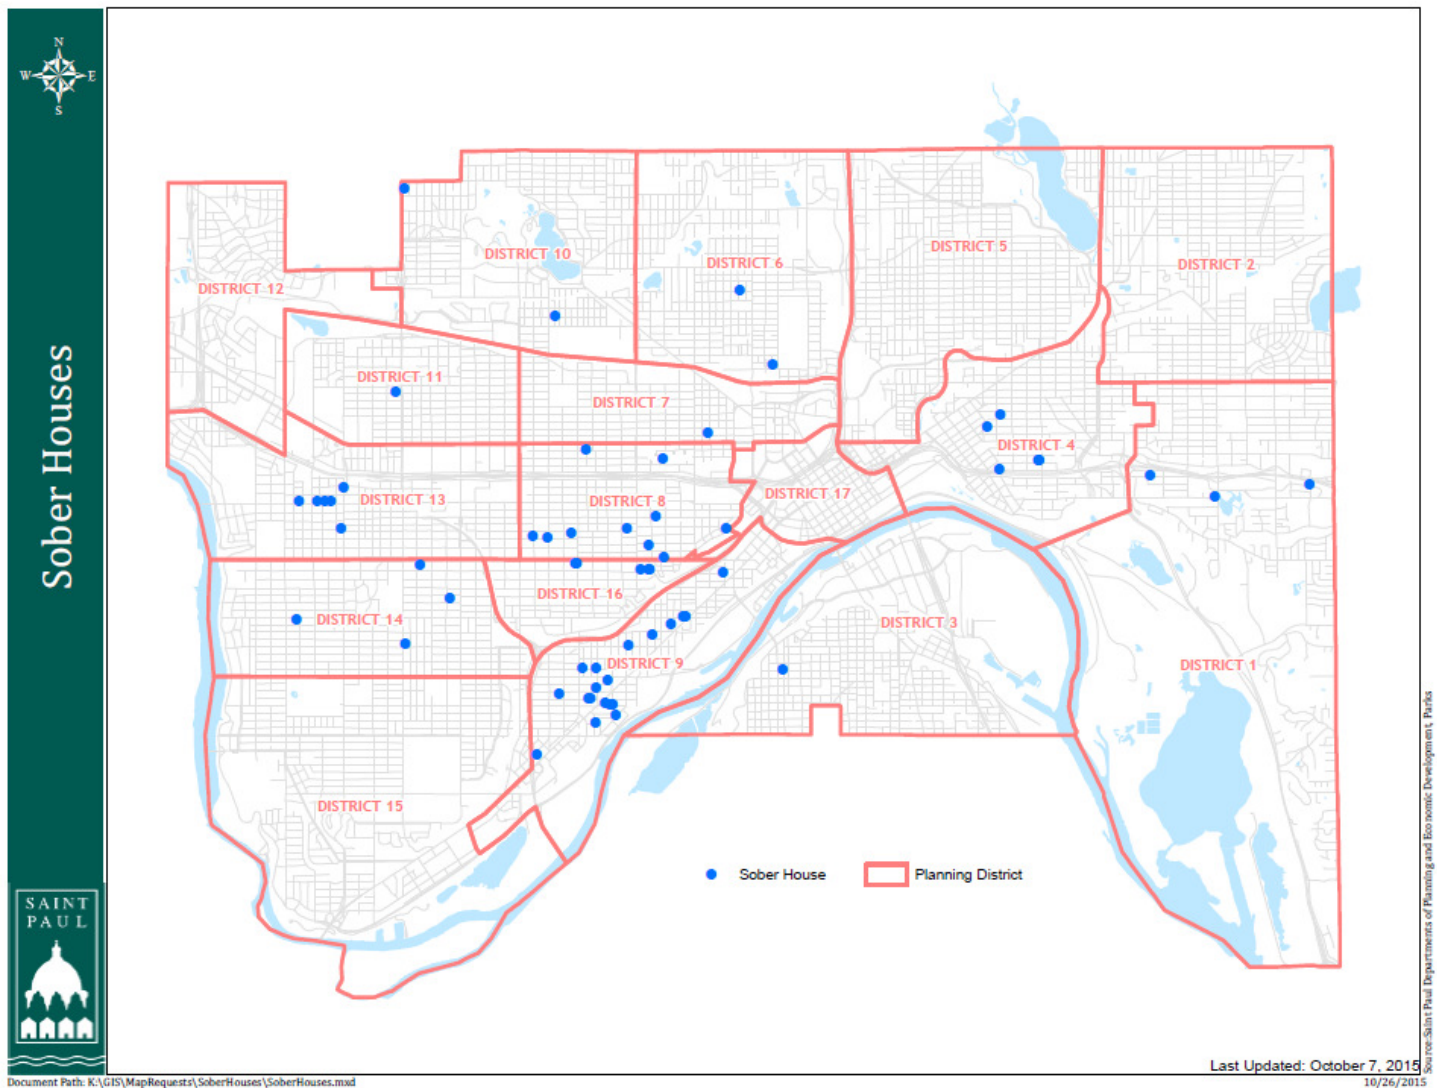 N
W E
S
Sober Houses
SAINT
PAUL
DISTRICT 5
DISTRICT 10
DISTRICT 6
DISTRICT 2
DISTRICT 12
DISTRICT 11
DISTRICT 7
DISTRICT 4
DISTRICT 17
DISTRICT 13
DISTRICT 8
DISTRICT 16
DISTRICT 14
DISTRICT 3
DISTRICT 9
DISTRICT 1
DISTRICT 15
Sober House
Planning District
Last Updated: October 7, 2015
Source:Saint Paul Departments of Planning and Economic Development, Parks
Document Path: K:\GIS\MapRequests\SoberHouses\SoberHouses.mxd
10/26/2015